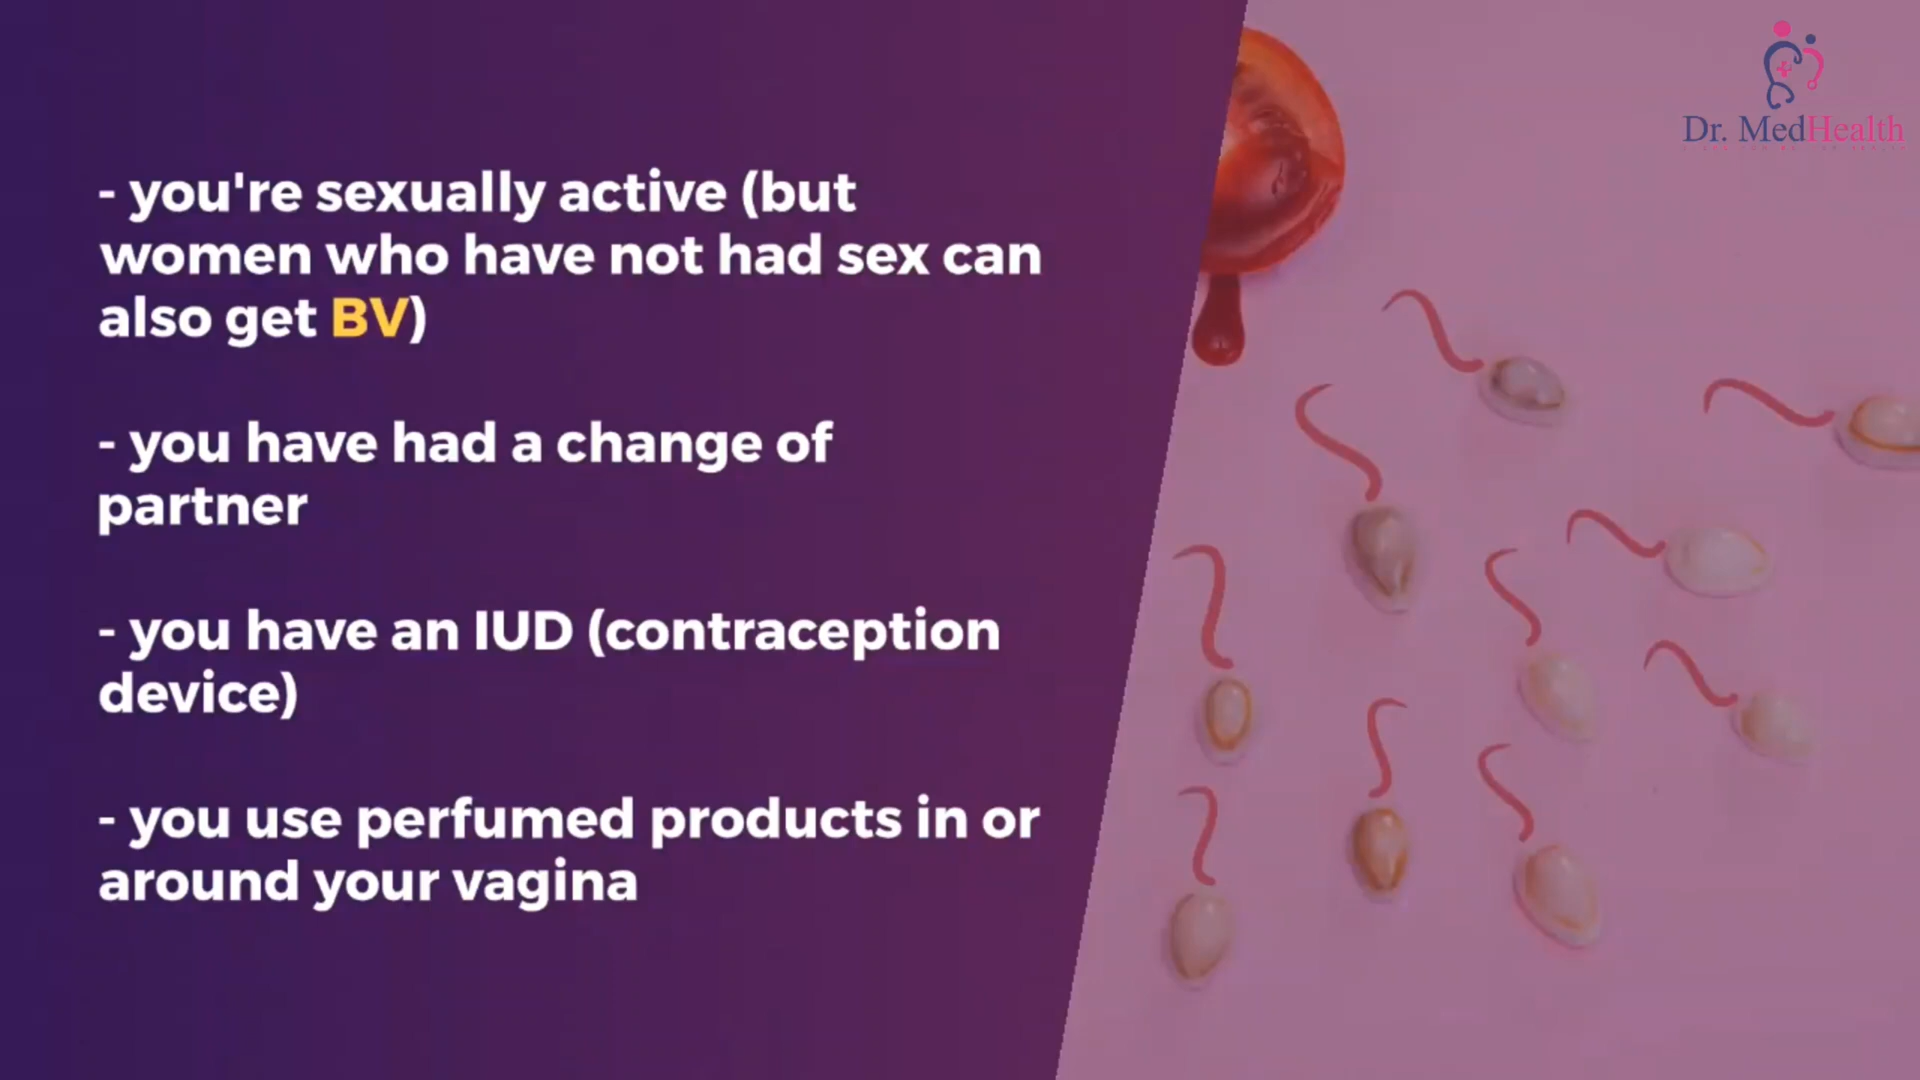 Dr. MedHealth
- you're sexually active (but
women who have not had sex can
also get BV)
- you have had a change of
partner
- you have an IUD (contraception
device)
- you use perfumed products in or
around your vagina